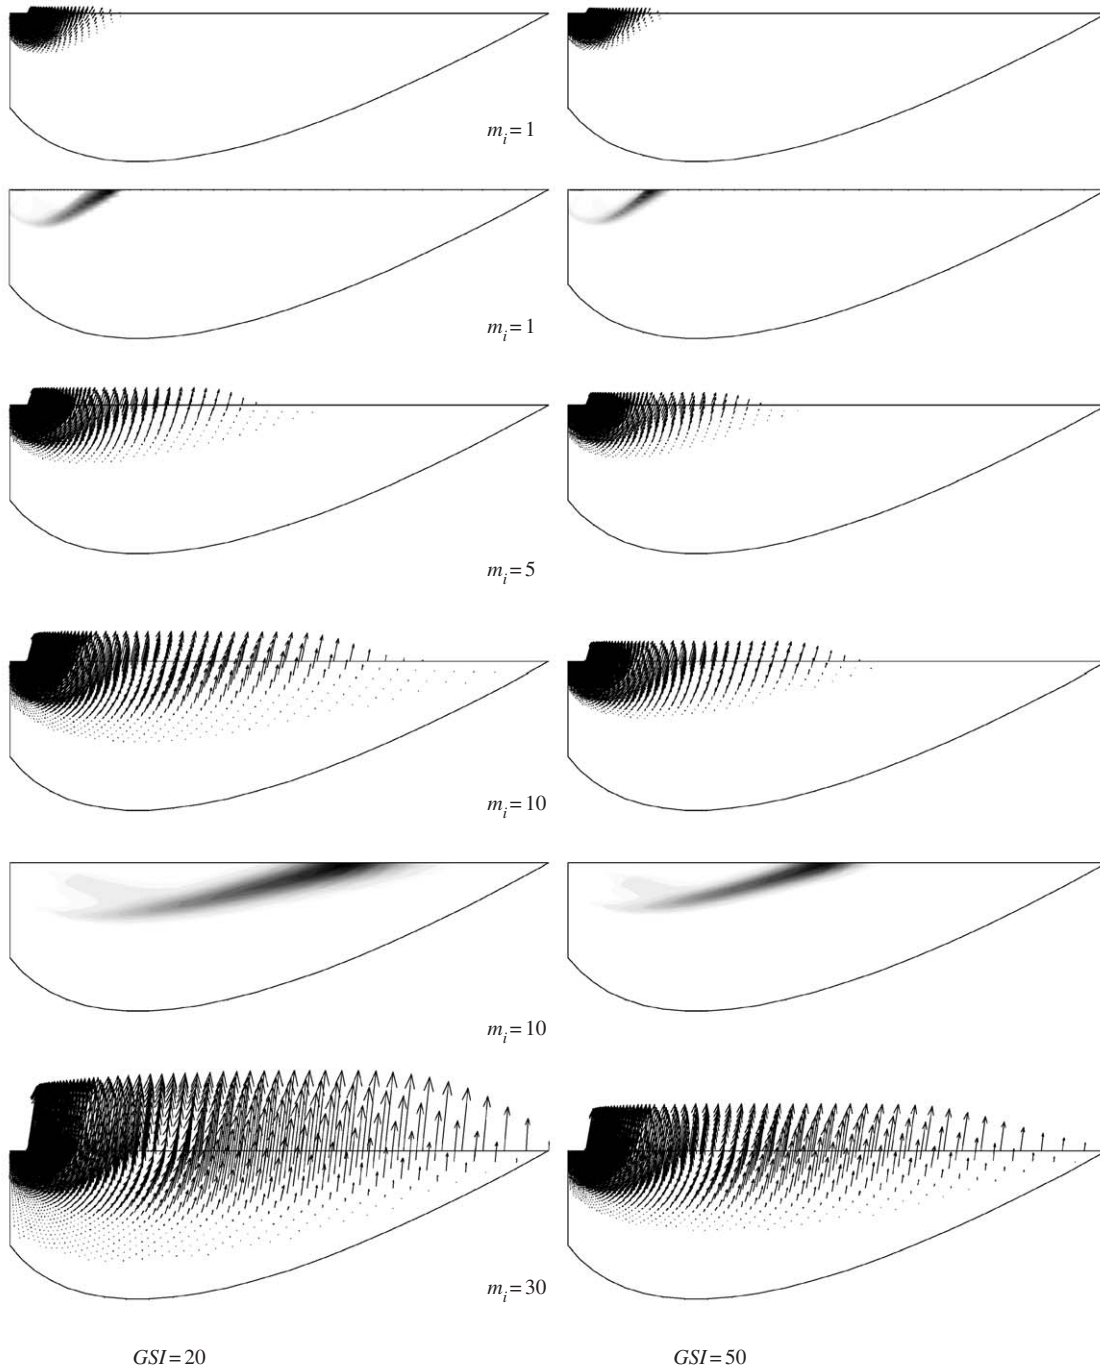 m_i = 1
m_i = 1
m_i = 5
m_i = 10
m_i = 10
m_i = 30
GSI = 20
GSI = 50